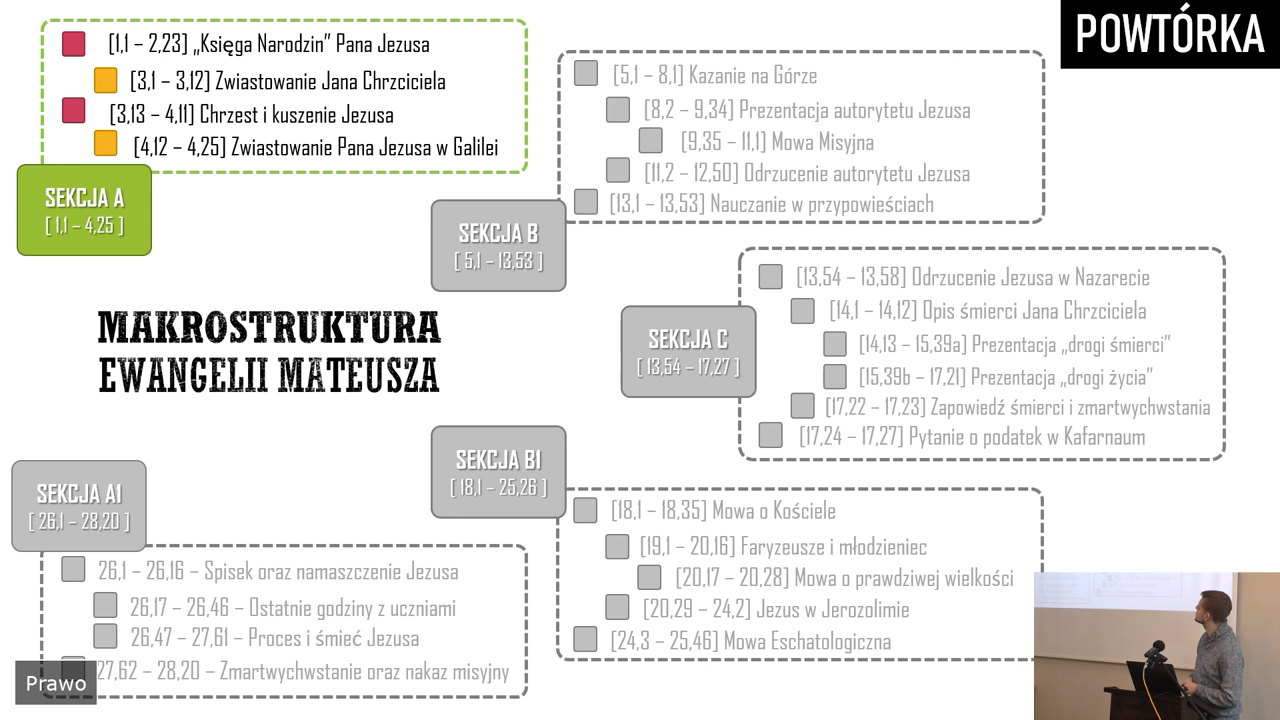 POWTÓRKA
[1,1 – 2,23] „Księga Narodzin” Pana Jezusa
[3,1 – 3,12] Zwiastowanie Jana Chrzciciela
[3,13 – 4,11] Chrzest i kuszenie Jezusa
[4,12 – 4,25] Zwiastowanie Pana Jezusa w Galilei
SEKCJA A
[ 1,1 – 4,25 ]
[5,1 – 8,1] Kazanie na Górze
[8,2 – 9,34] Prezentacja autorytetu Jezusa
[9,35 – 11,1] Mowa Misyjna
[11,2 – 12,50] Odrzucenie autorytetu Jezusa
[13,1 – 13,53] Nauczanie w przypowieściach
SEKCJA B
[ 5,1 – 13,53 ]
[13,54 – 13,58] Odrzucenie Jezusa w Nazarecie
[14,1 – 14,12] Opis śmierci Jana Chrzciciela
[14,13 – 15,39a] Prezentacja „drogi śmierci”
[15,39b – 17,21] Prezentacja „drogi życia”
[17,22 – 17,23] Zapowiedź śmierci i zmartwychwstania
[17,24 – 17,27] Pytanie o podatek w Kafarnaum
SEKCJA C
[ 13,54 – 17,27 ]
MAKROSTRUKTURA
EWANGELII MATEUSZA
SEKCJA B1
[ 18,1 – 25,26 ]
[18,1 – 18,35] Mowa o Kościele
[19,1 – 20,16] Faryzeusze i młodzieniec
[20,17 – 20,28] Mowa o prawdziwej wielkości
[20,29 – 24,2] Jezus w Jerozolimie
[24,3 – 25,46] Mowa Eschatologiczna
SEKCJA A1
[ 26,1 – 28,20 ]
26,1 – 26,16 – Spisek oraz namaszczenie Jezusa
26,17 – 26,46 – Ostatnie godziny z uczniami
26,47 – 27,61 – Proces i śmieć Jezusa
27,62 – 28,20 – Zmartwychwstanie oraz nakaz misyjny
Prawo